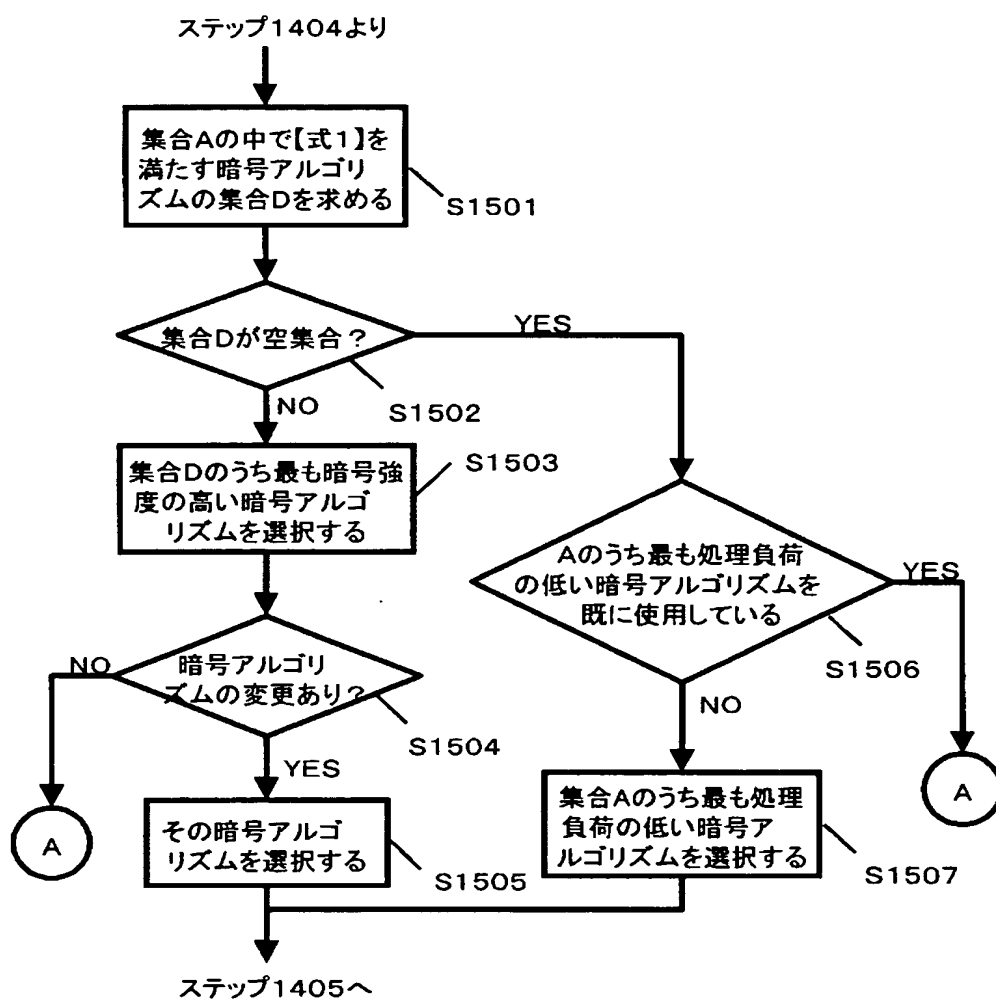 ステップ1404より
集合Aの中で【式1】を
満たす暗号アルゴリ
ズムの集合Dを求める
S1501
集合Dが空集合？
YES
S1502
NO
集合Dのうち最も暗号強
度の高い暗号アルゴ
リズムを選択する
S1503
Aのうち最も処理負荷
の低い暗号アルゴリズムを
既に使用している
YES
S1506
NO
暗号アルゴリ
ズムの変更あり？
NO
S1504
YES
A
その暗号アルゴ
リズムを選択する
S1505
集合Aのうち最も処理
負荷の低い暗号ア
ルゴリズムを選択する
S1507
A
ステップ1405へ